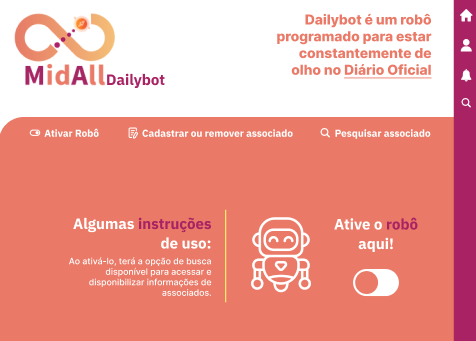 MidAll Dailybot
Dailybot é um robô
programado para estar
constantemente de
olho no Diário Oficial
Ativar Robô
Cadastrar ou remover associado
Pesquisar associado
Algumas instruções
de uso:
Ao ativá-lo, terá a opção de busca
disponível para acessar e
disponibilizar informações de
associados.
Ative o robô
aqui!